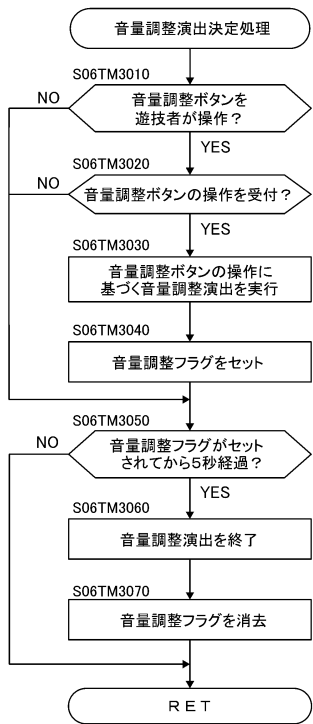 音量調整演出決定処理
S06TM3010
NO
音量調整ボタンを
遊技者が操作？
YES
S06TM3020
NO
音量調整ボタンの操作を受付？
YES
S06TM3030
音量調整ボタンの操作に
基づく音量調整演出を実行
S06TM3040
音量調整フラグをセット
S06TM3050
NO
音量調整フラグがセット
されてから5秒経過？
YES
S06TM3060
音量調整演出を終了
S06TM3070
音量調整フラグを消去
ＲＥＴ